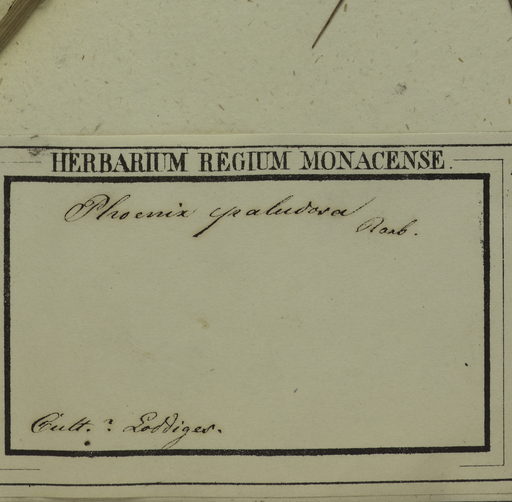 HERBARIUM REGIUM MONACENSE
Phoenix paludosa
Roxb.
Cult. ? Loddiges.